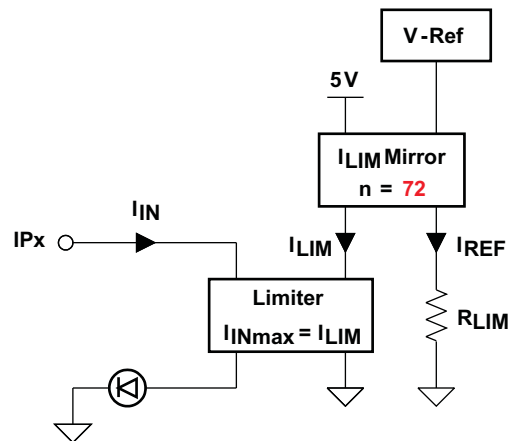 V-Ref
5V
ILIM Mirror
n = 72
IIN
IPx
ILIM
IREF
Limiter
IINmax = ILIM
RLIM